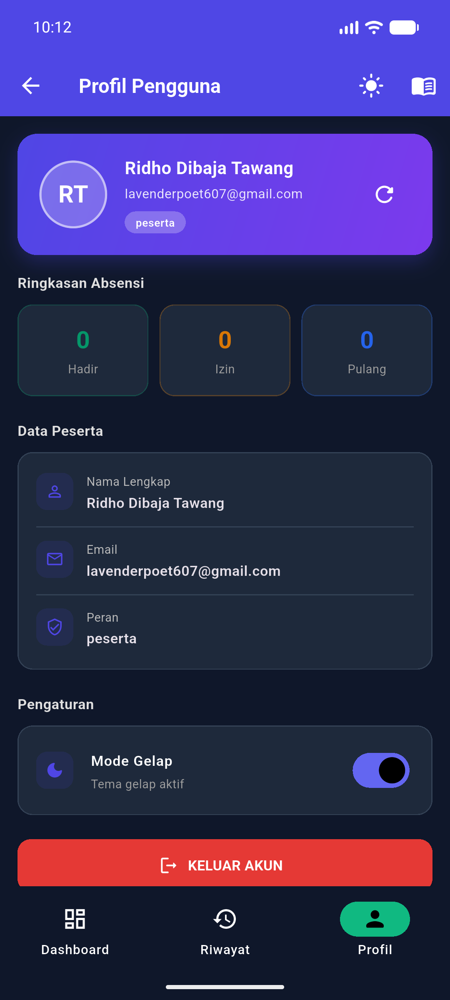 10:12
Profil Pengguna
RT
Ridho Dibaja Tawang
lavenderpoet607@gmail.com
peserta
Ringkasan Absensi
0
Hadir
0
Izin
0
Pulang
Data Peserta
Nama Lengkap
Ridho Dibaja Tawang
Email
lavenderpoet607@gmail.com
Peran
peserta
Pengaturan
Mode Gelap
Tema gelap aktif
KELUAR AKUN
Dashboard
Riwayat
Profil